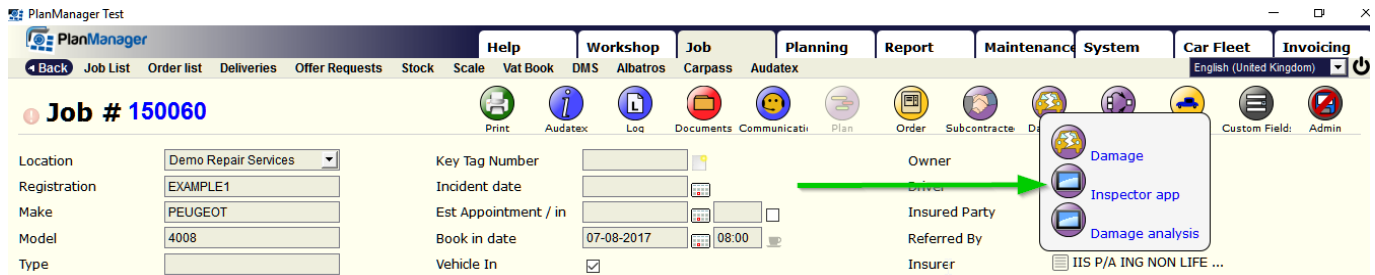 PlanManager Test
PlanManager
Help Workshop Job Planning Report Maintenance System Car Fleet Invoicing
Back Job List Order list Deliveries Offer Requests Stock Scale Vat Book DMS Albatros Carpass Audatex English (United Kingdom)
Job # 150060
Print Audatex Log Documents Communicati Plan Order Subcontracte Da Custom Field: Admin
Location Demo Repair Services Key Tag Number Owner Damage
Registration EXAMPLE1 Incident date Driver Inspector app
Make PEUGEOT Est Appointment / in Insured Party
Model 4008 Book in date 07-08-2017 08:00 Referred By Damage analysis
Type Vehicle In Insurer IIS P/A ING NON LIFE ...